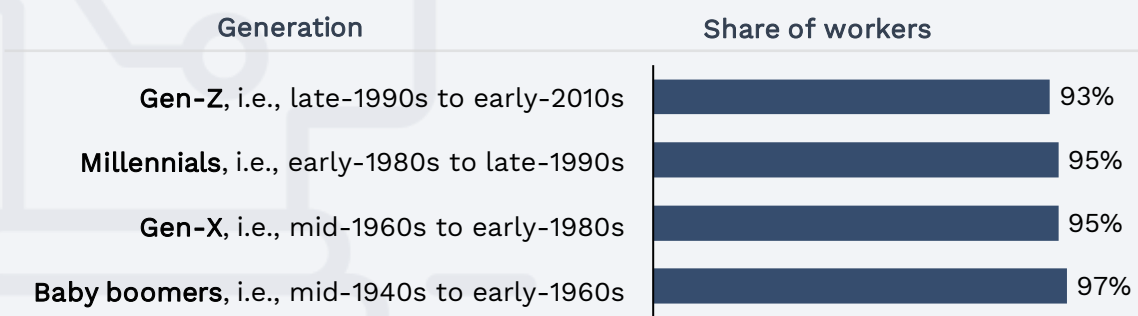 Generation Share of workers
Gen-Z, i.e., late-1990s to early-2010s 93%
Millennials, i.e., early-1980s to late-1990s 95%
Gen-X, i.e., mid-1960s to early-1980s 95%
Baby boomers, i.e., mid-1940s to early-1960s 97%